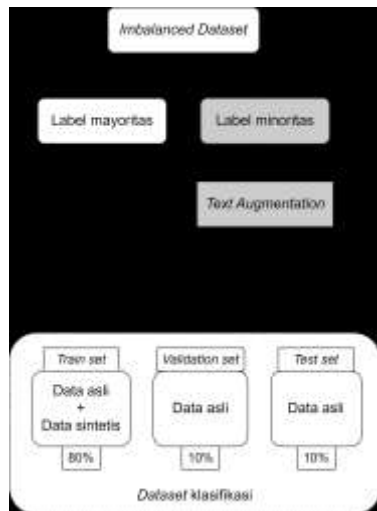 Imbalanced Dataset
Label mayoritas
Label minoritas
Text Augmentation
Train set
Validation set
Test set
Data asli
+
Data sintetis
Data asli
Data asli
80%
10%
10%
Dataset klasifikasi